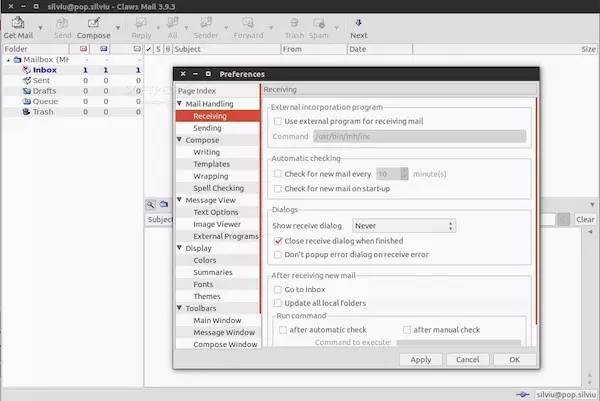 silviu@pop.silviu - Claws Mail 3.9.3
Get Mail Send Compose Reply All Sender Forward Trash Spam Next
Folder S Subject From Date Size
Mailbox (MH
Inbox 1 1 1
Sent 0 0 0
Drafts 0 0 0
Queue 0 0 0
Trash 0 0 0
Preferences
Page Index
Mail Handling
Receiving
Sending
Compose
Writing
Templates
Wrapping
Spell Checking
Message View
Text Options
Image Viewer
External Programs
Display
Colors
Summaries
Fonts
Themes
Toolbars
Main Window
Message Window
Compose Window
Receiving
External incorporation program
Use external program for receiving mail
Command /usr/bin/mh/inc
Automatic checking
Check for new mail every 10 minute(s)
Check for new mail on start-up
Dialogs
Show receive dialog Never
Close receive dialog when finished
Don't popup error dialog on receive error
After receiving new mail
Go to Inbox
Update all local folders
Run command
after automatic check after manual check
Command to execute:
Apply Cancel OK
Subject
Clear
silviu@pop.silviu